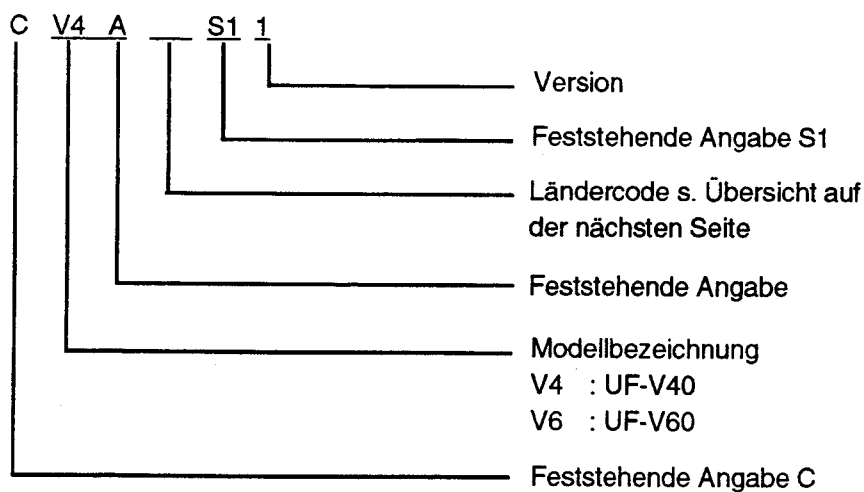 C V4 A __ S1 1
Version
Feststehende Angabe S1
Ländercode s. Übersicht auf
der nächsten Seite
Feststehende Angabe
Modellbezeichnung
V4 : UF-V40
V6 : UF-V60
Feststehende Angabe C